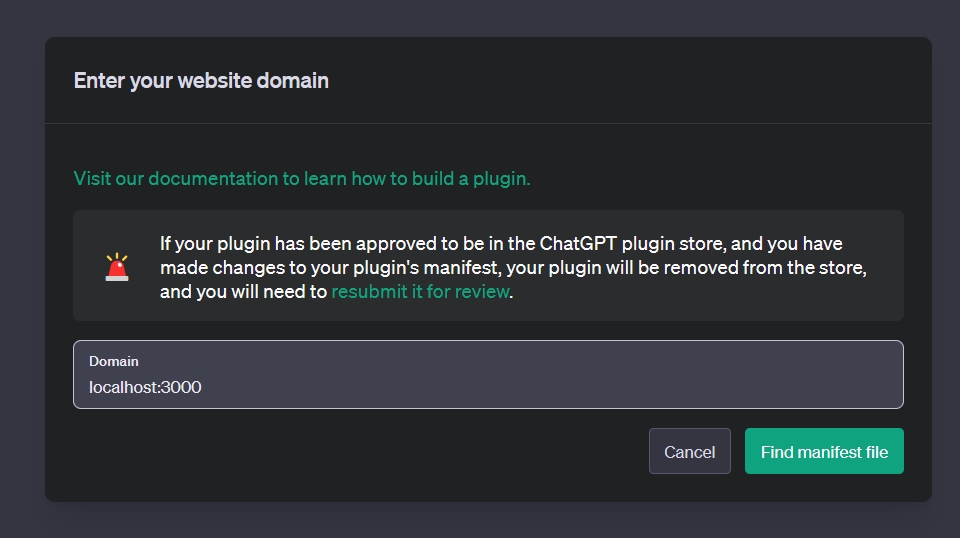 Enter your website domain
Visit our documentation to learn how to build a plugin.
If your plugin has been approved to be in the ChatGPT plugin store, and you have
made changes to your plugin's manifest, your plugin will be removed from the store,
and you will need to resubmit it for review.
Domain
localhost:3000
Cancel
Find manifest file